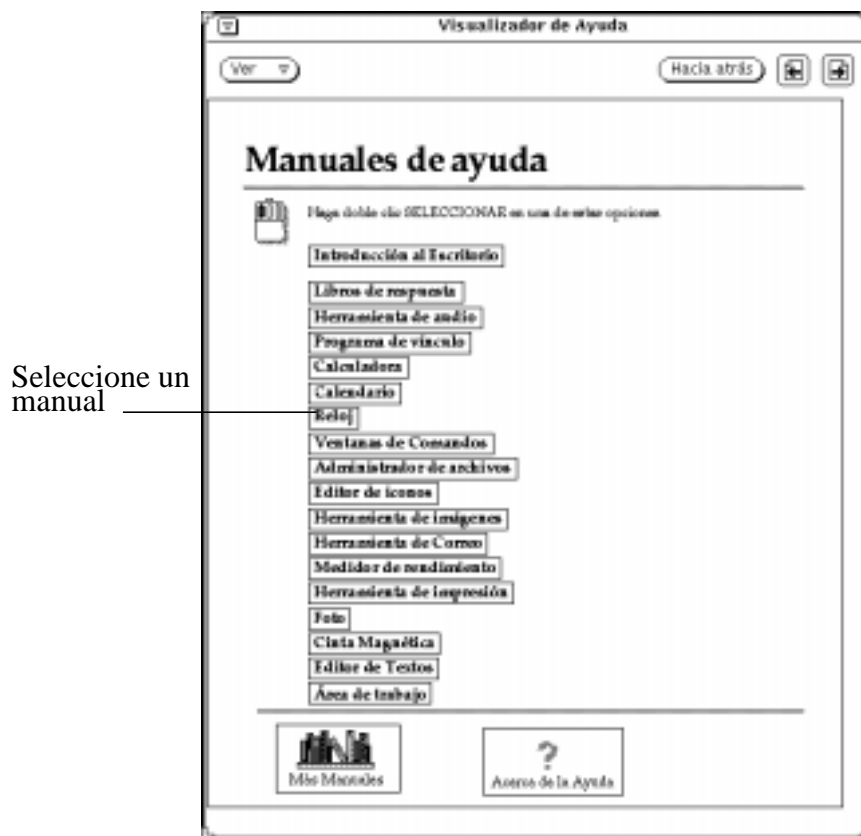 Visualizador de Ayuda
Ver
Hacia atrás
Manuales de ayuda
Haga doble clic SELECCIONAR en una de estas opciones
Introducción al Escritorio
Libros de respuesta
Herramienta de audio
Programa de vínculo
Calculadora
Calendario
Seleccione un
manual
Reloj
Ventanas de Comandos
Administrador de archivos
Editor de iconos
Herramienta de imágenes
Herramienta de Correo
Medidor de rendimiento
Herramienta de impresión
Foto
Cinta Magnética
Editor de Textos
Área de trabajo
Más Manuales
?
Acerca de la Ayuda